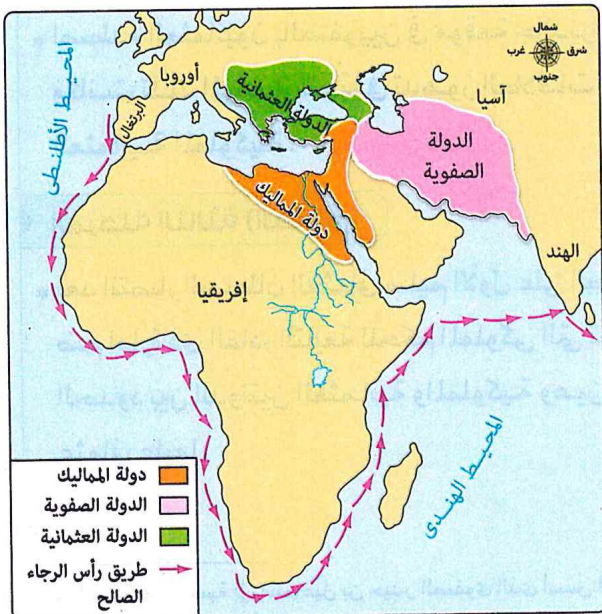 شمال
شرق
غرب
جنوب
أوروبا
آسيا
المحيط الأطلنطى
البرتغال
الدولة العثمانية
الدولة
الصفوية
دولة المماليك
الهند
إفريقيا
المحيط الهندى
دولة المماليك
الدولة الصفوية
الدولة العثمانية
طريق رأس الرجاء
الصالح